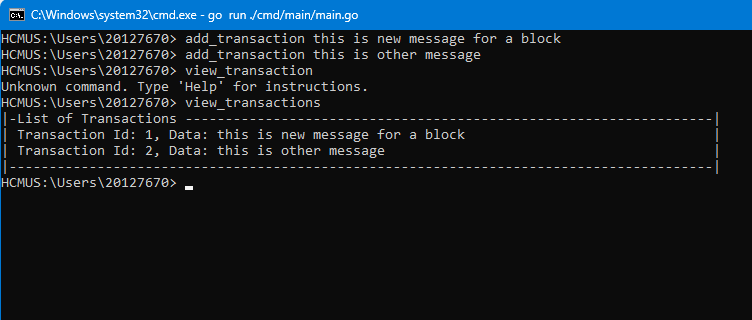 C:\Windows\system32\cmd.exe - go run ./cmd/main/main.go
HCMUS:\Users\20127670> add_transaction this is new message for a block
HCMUS:\Users\20127670> add_transaction this is other message
HCMUS:\Users\20127670> view_transaction
Unknown command. Type 'Help' for instructions.
HCMUS:\Users\20127670> view_transactions
|-List of Transactions ------------------------------------------------------------------|
| Transaction Id: 1, Data: this is new message for a block                               |
| Transaction Id: 2, Data: this is other message                                         |
|----------------------------------------------------------------------------------------|
HCMUS:\Users\20127670>